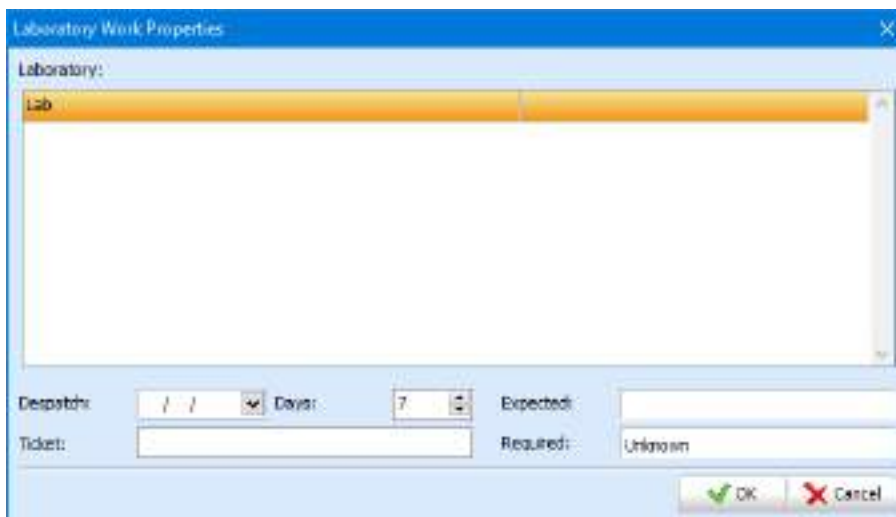 Laboratory Work Properties
Laboratory:
Lab
Despatch: / / Days: 7 Expected:
Ticket: Required: Unknown
OK Cancel